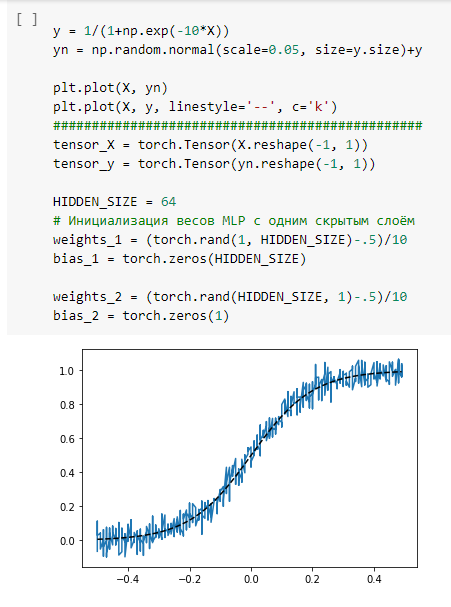 [ ]
y = 1/(1+np.exp(-10*X))
yn = np.random.normal(scale=0.05, size=y.size)+y
plt.plot(X, yn)
plt.plot(X, y, linestyle='--', c='k')
################################################
tensor_X = torch.Tensor(X.reshape(-1, 1))
tensor_y = torch.Tensor(yn.reshape(-1, 1))
HIDDEN_SIZE = 64
# Инициализация весов MLP с одним скрытым слоём
weights_1 = (torch.rand(1, HIDDEN_SIZE)-.5)/10
bias_1 = torch.zeros(HIDDEN_SIZE)
weights_2 = (torch.rand(HIDDEN_SIZE, 1)-.5)/10
bias_2 = torch.zeros(1)
1.0
0.8
0.6
0.4
0.2
0.0
−0.4 −0.2 0.0 0.2 0.4